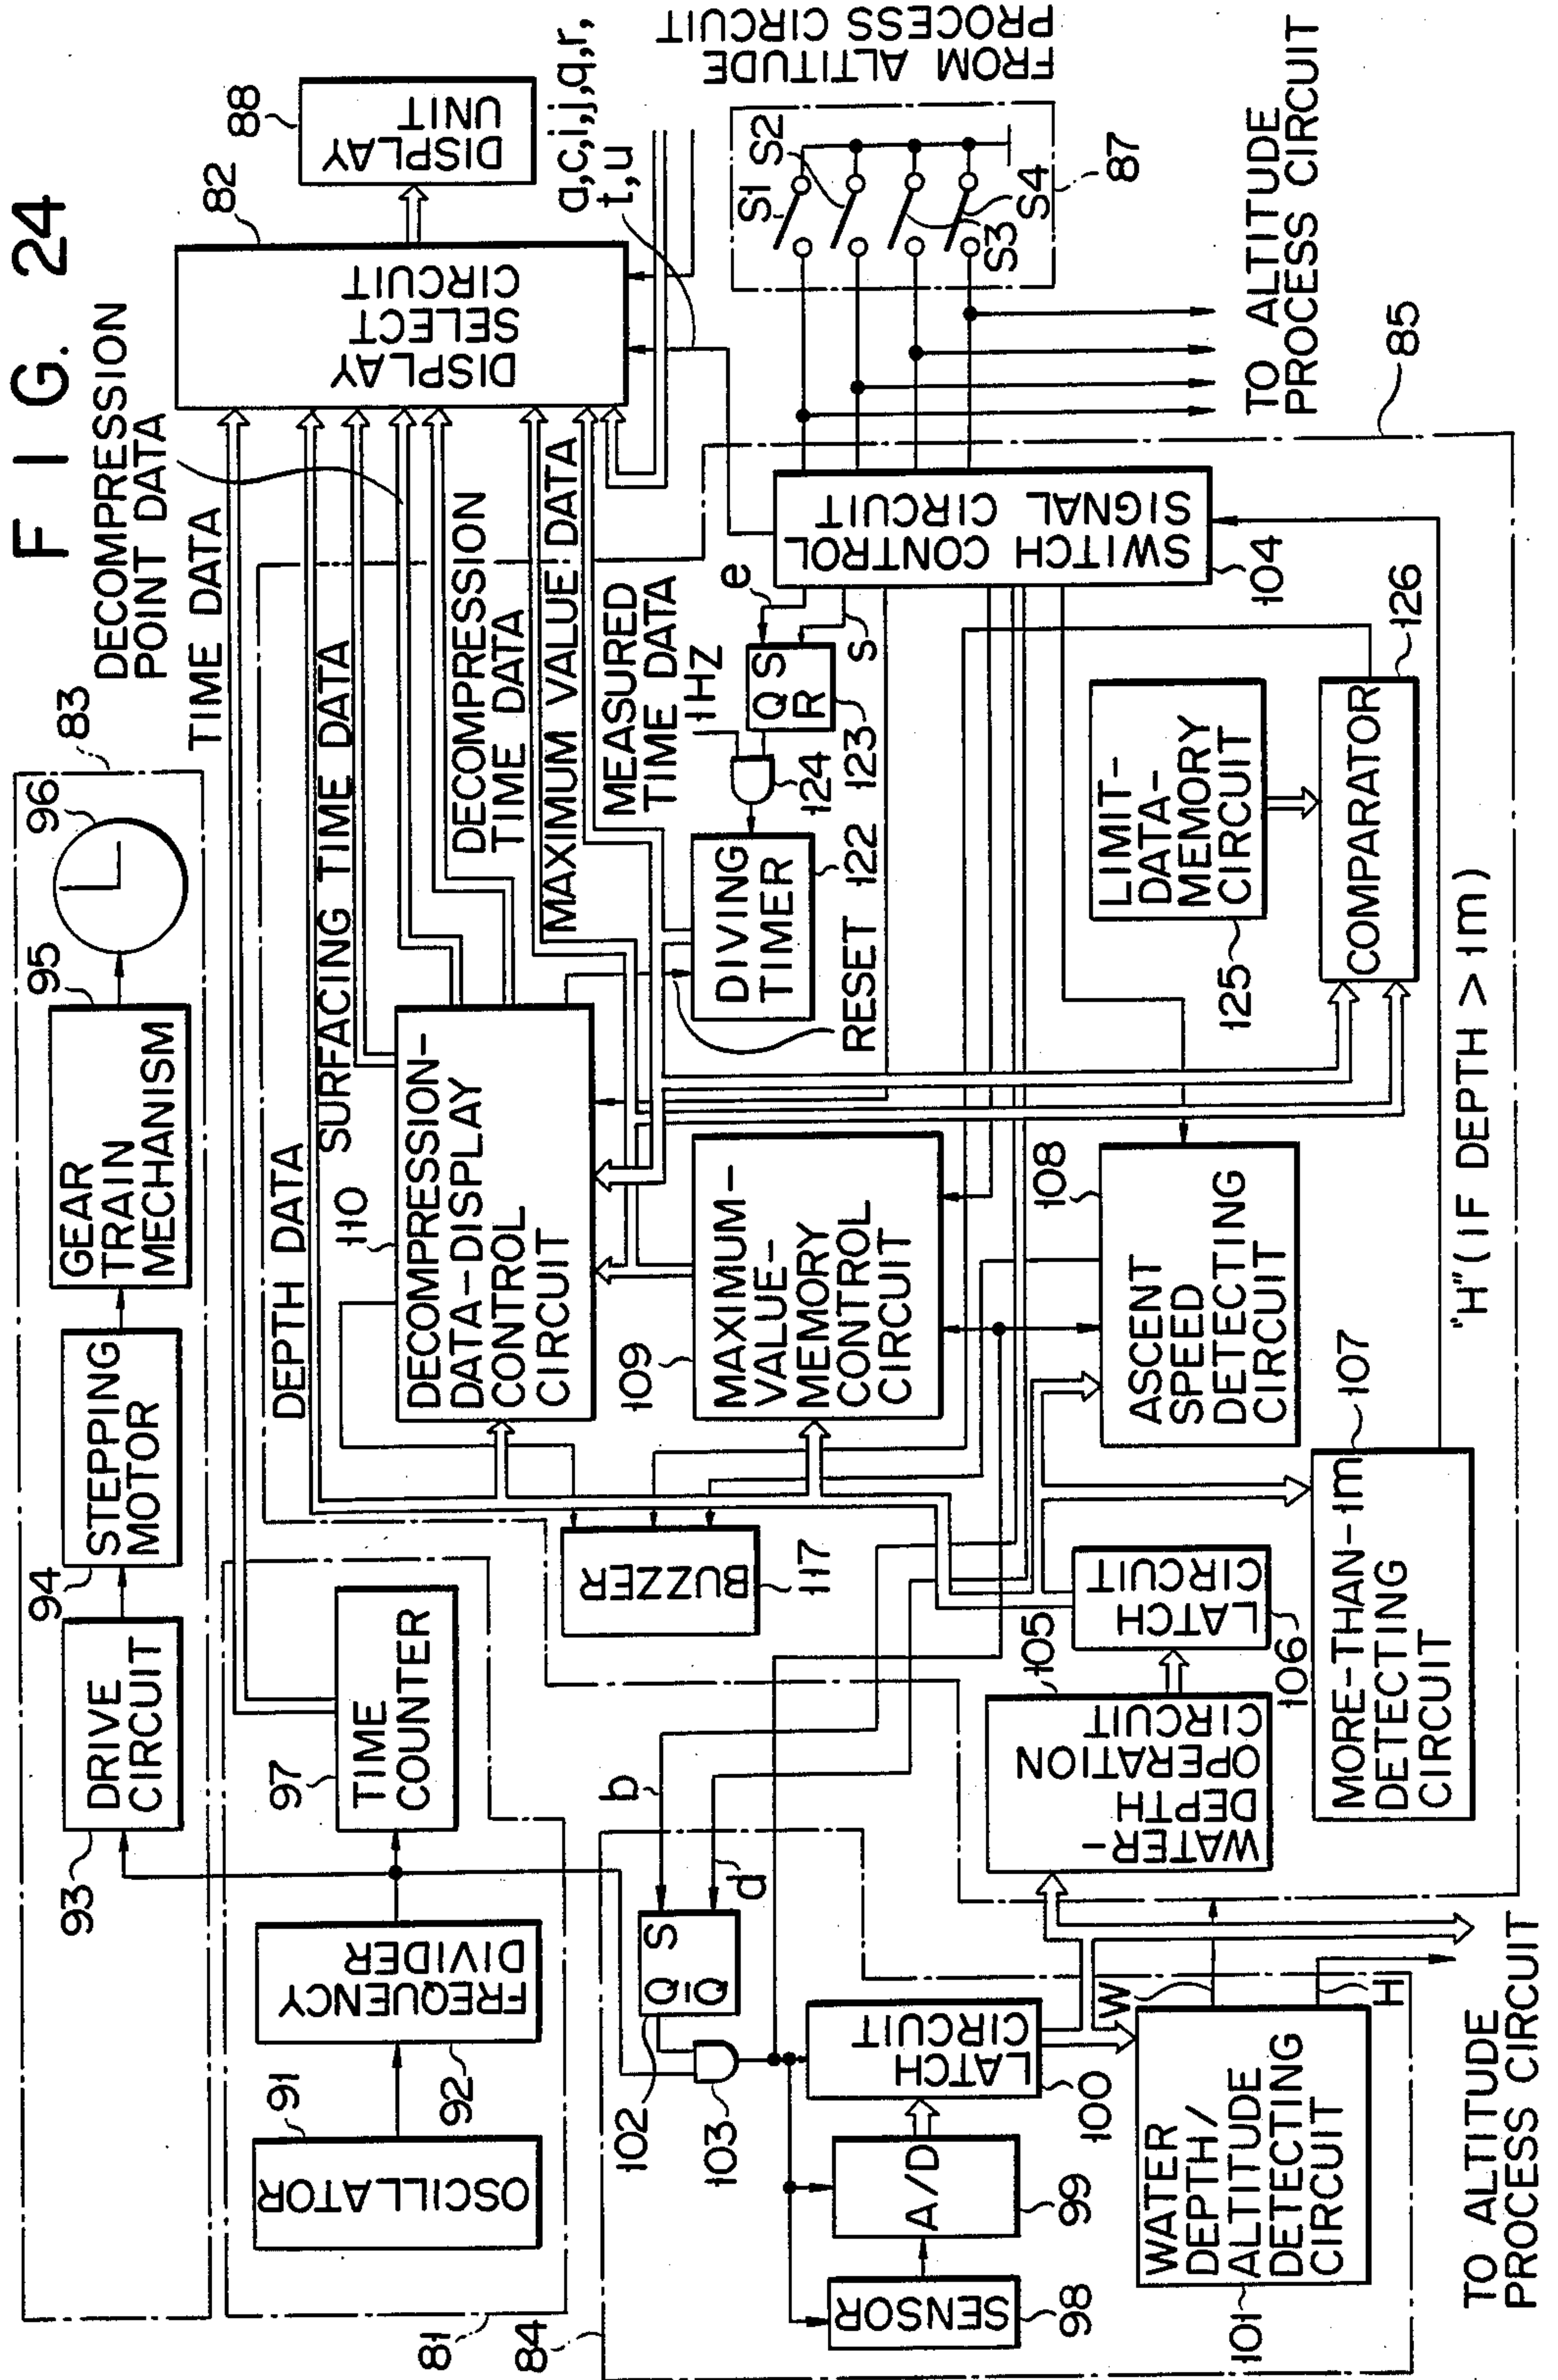 F I G. 24
83
93
DRIVE
CIRCUIT
94
STEPPING
MOTOR
95
GEAR
TRAIN
MECHANISM
96
81
91
OSCILLATOR
92
FREQUENCY
DIVIDER
97
TIME
COUNTER
TIME DATA
DECOMPRESSION
POINT DATA
DEPTH DATA
SURFACING TIME DATA
DECOMPRESSION
TIME DATA
MAXIMUM VALUE DATA
MEASURED
TIME DATA
82
DISPLAY
SELECT
CIRCUIT
88
DISPLAY
UNIT
a,c,i,j,q,r,
t,u
FROM ALTITUDE
PROCESS CIRCUIT
84
98
SENSOR
99
A/D
100
LATCH
CIRCUIT
101
WATER
DEPTH/
ALTITUDE
DETECTING
CIRCUIT
W
H
102
Q S
Q̄
103
b
d
TO ALTITUDE
PROCESS CIRCUIT
105
WATER-
DEPTH
OPERATION
CIRCUIT
106
LATCH
CIRCUIT
107
MORE-THAN-1m
DETECTING
CIRCUIT
"H"(IF DEPTH > 1m)
108
ASCENT
SPEED
DETECTING
CIRCUIT
109
MAXIMUM-
VALUE-
MEMORY
CONTROL
CIRCUIT
110
DECOMPRESSION-
DATA-DISPLAY
CONTROL
CIRCUIT
117
BUZZER
122
DIVING
TIMER
RESET
123
Q S
R
124
1HZ
e
s
104
SWITCH CONTROL
SIGNAL CIRCUIT
125
LIMIT-
DATA-
MEMORY
CIRCUIT
126
COMPARATOR
85
87
S1
S2
S3
S4
TO ALTITUDE
PROCESS CIRCUIT